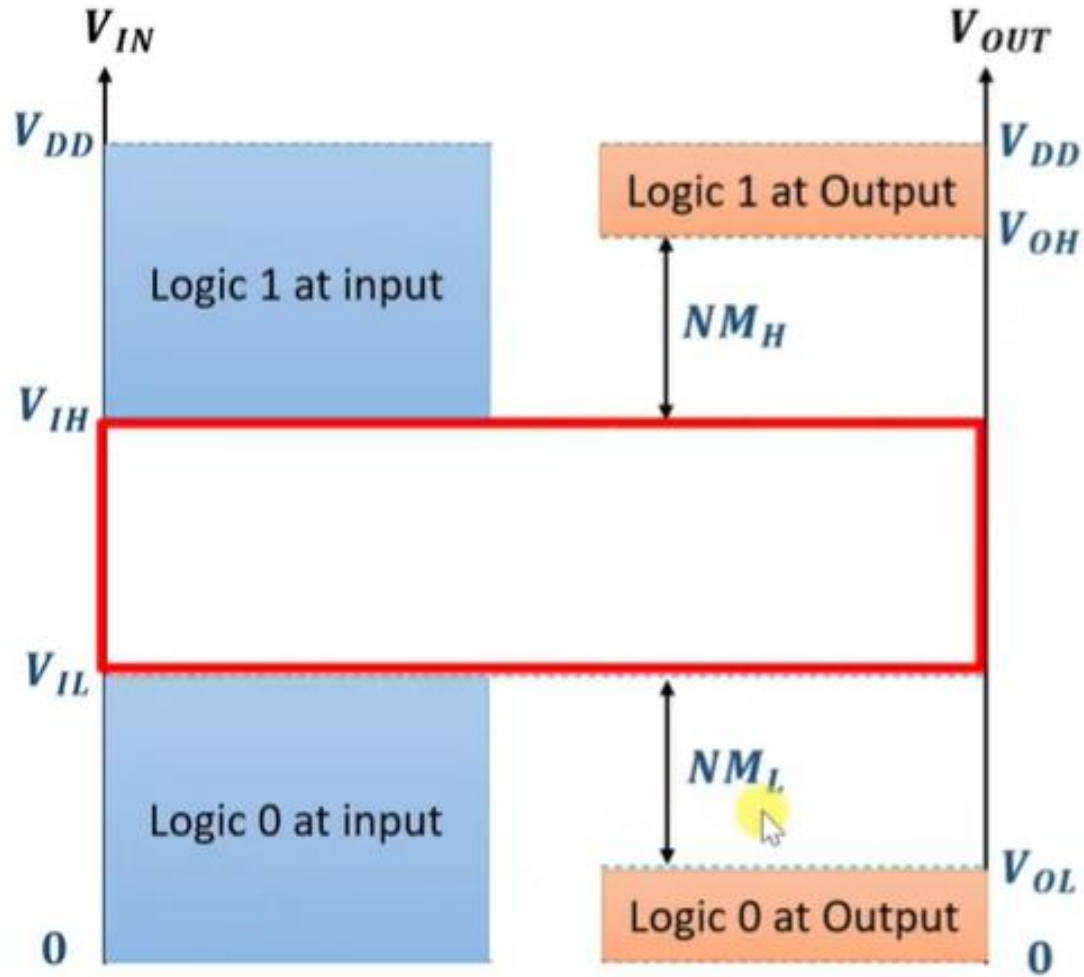 V_IN V_OUT
V_DD V_DD
Logic 1 at Output
V_OH
Logic 1 at input
NM_H
V_IH
V_IL
NM_L
Logic 0 at input
V_OL
Logic 0 at Output
0 0